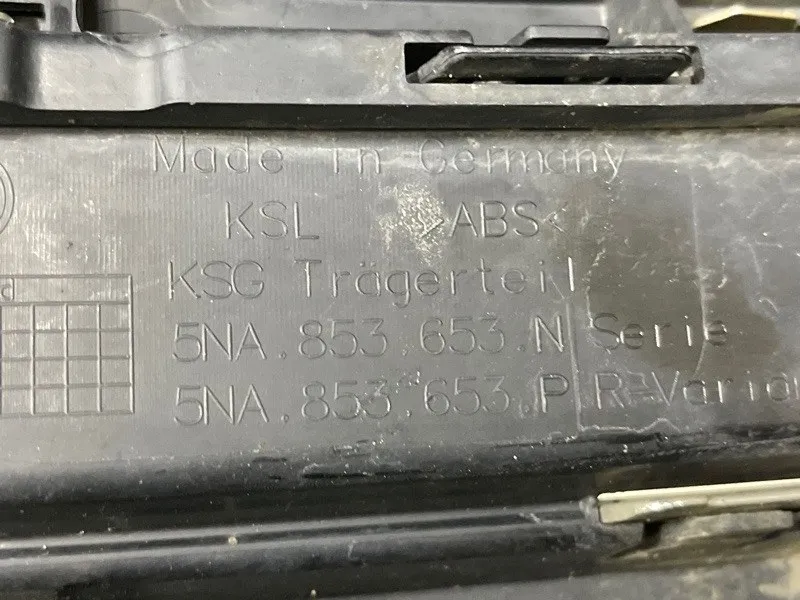 Made in Germany
KSL >ABS<
KSG Trägerteil
5NA.853.653.N Serie
5NA.853.653.P R-Varia
d